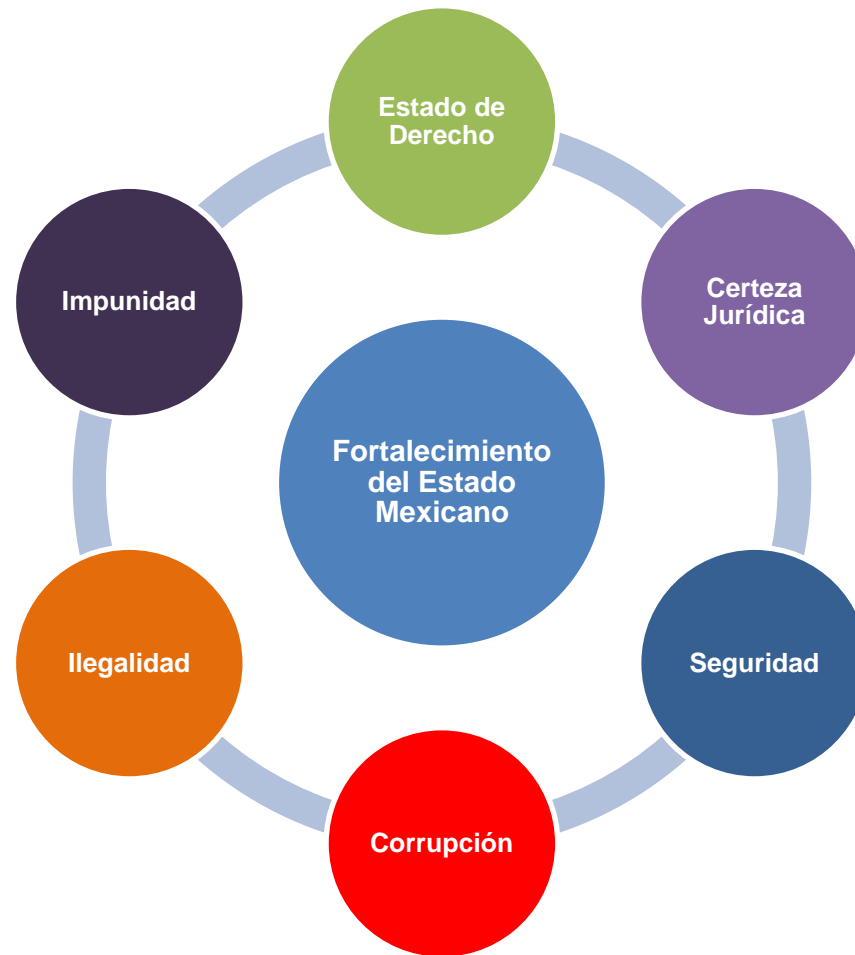 Estado de
Derecho
Impunidad
Certeza
Jurídica
Fortalecimiento
del Estado
Mexicano
Ilegalidad
Seguridad
Corrupción